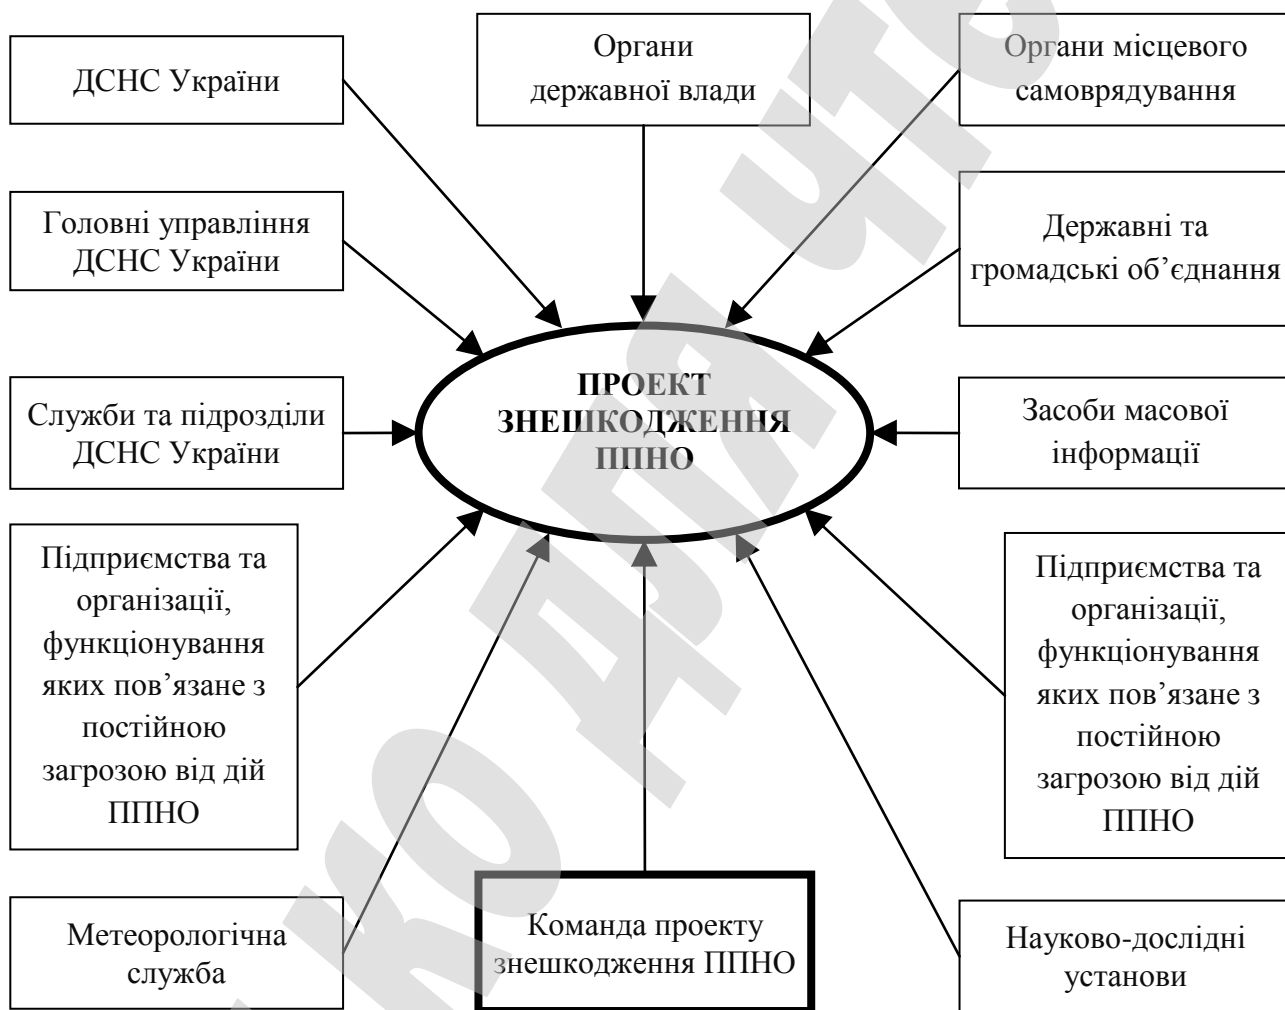 ДСНС України
Органи
державної влади
Органи місцевого
самоврядування
Головні управління
ДСНС України
Державні та
громадські об’єднання
ПРОЕКТ
ЗНЕШКОДЖЕННЯ
ППНО
Служби та підрозділи
ДСНС України
Засоби масової
інформації
Підприємства та
організації,
функціонування
яких пов’язане з
постійною
загрозою від дій
ППНО
Підприємства та
організації,
функціонування
яких пов’язане з
постійною
загрозою від дій
ППНО
Метеорологічна
служба
Команда проекту
знешкодження ППНО
Науково-дослідні
установи
ко для чте